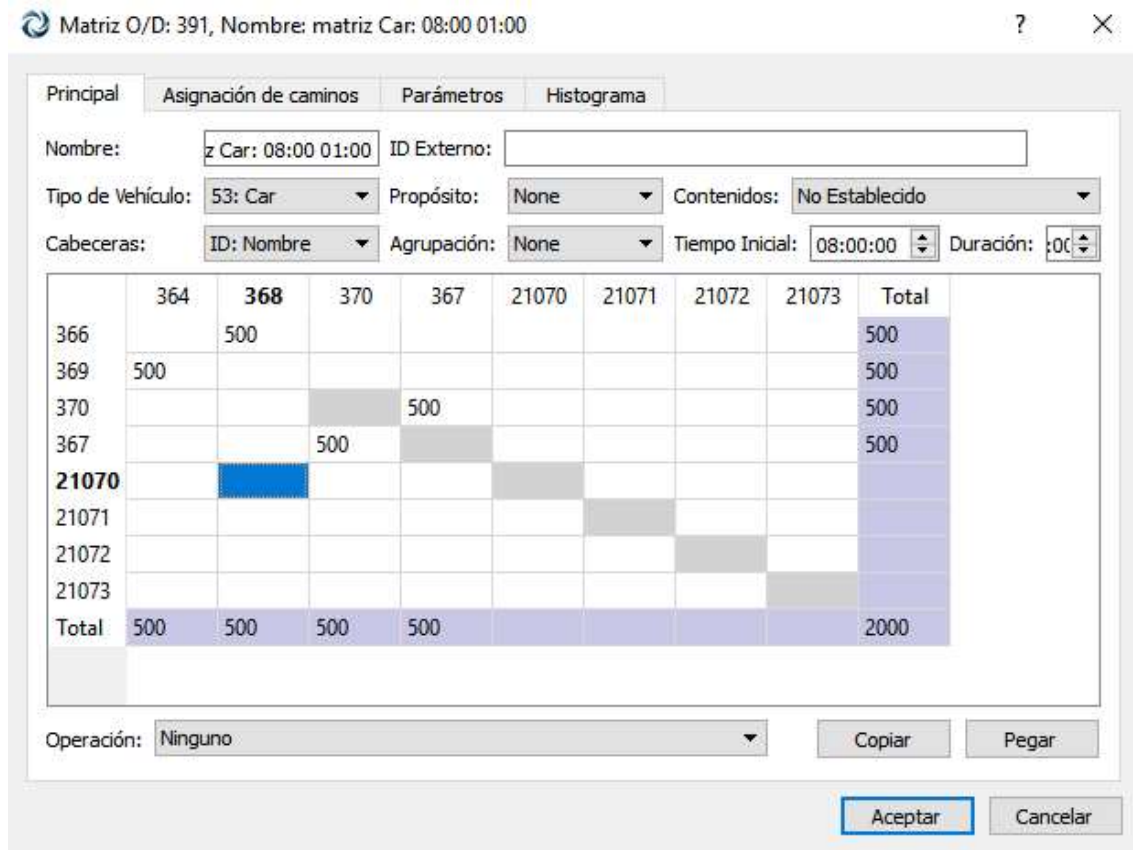 Matriz O/D: 391, Nombre: matriz Car: 08:00 01:00 ?
Principal Asignación de caminos Parámetros Histograma
Nombre: z Car: 08:00 01:00 ID Externo:
Tipo de Vehículo: 53: Car Propósito: None Contenidos: No Establecido
Cabeceras: ID: Nombre Agrupación: None Tiempo Inicial: 08:00:00 Duración:
364 368 370 367 21070 21071 21072 21073 Total
366 500 500
369 500 500
370 500 500
367 500 500
21070
21071
21072
21073
Total 500 500 500 500 2000
Operación: Ninguno Copiar Pegar
Aceptar Cancelar